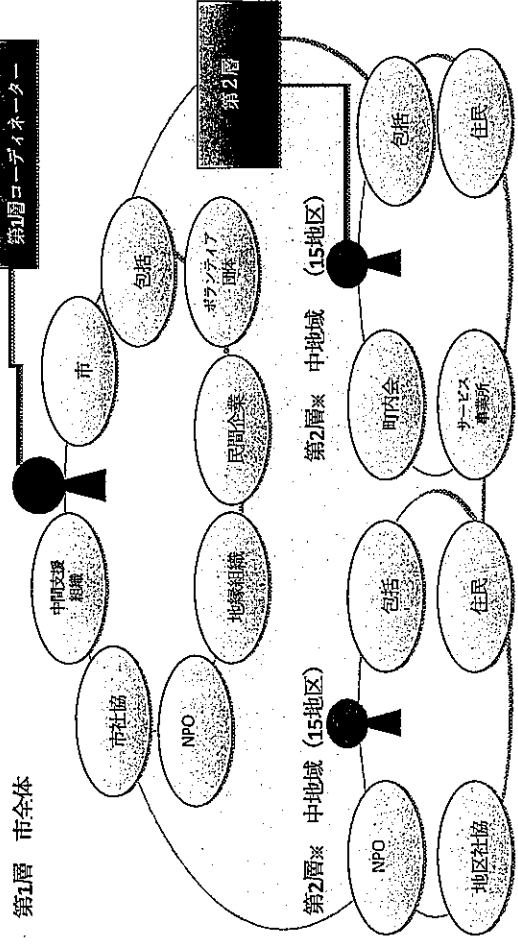 第1層 市全体
第1層コーディネーター
中間支援
組織
市
市社協
包括
NPO
ボランティア
団体
地縁組織
民間企業
第2層
第2層※ 中地域 (15地区)
NPO
包括
地区社協
住民
第2層※ 中地域 (15地区)
町内会
包括
サービス
事業所
住民